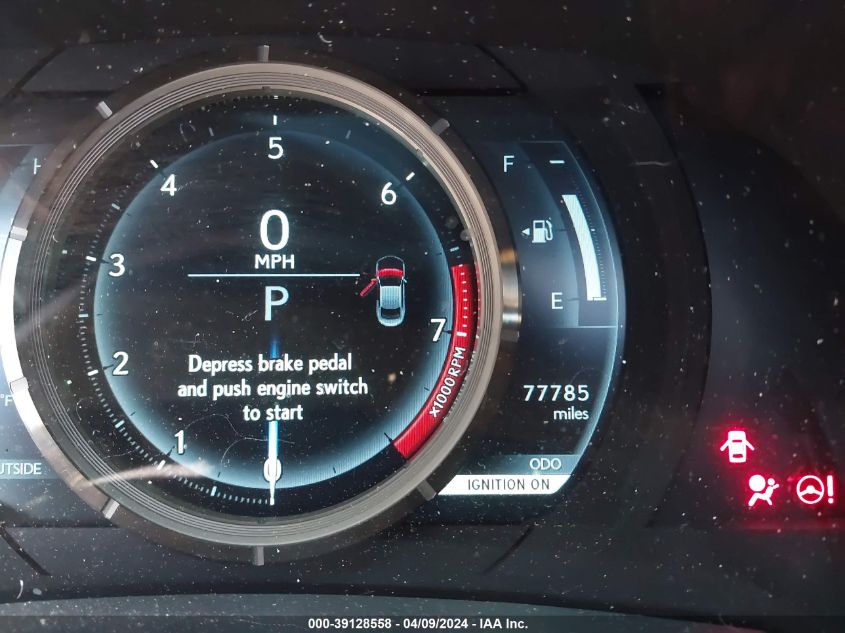 H
5
F
4
6
0
MPH
3
P
E
7
2
Depress brake pedal
and push engine switch
to start
x1000 RPM
77785
miles
°F
1
OUTSIDE
0
ODO
IGNITION ON
!
000-39128558 - 04/09/2024 - IAA Inc.